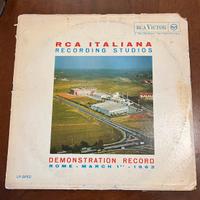 RCA VICTOR
RCA ITALIANA
RECORDING STUDIOS
DEMONSTRATION RECORD
ROME - MARCH 1ST - 1963